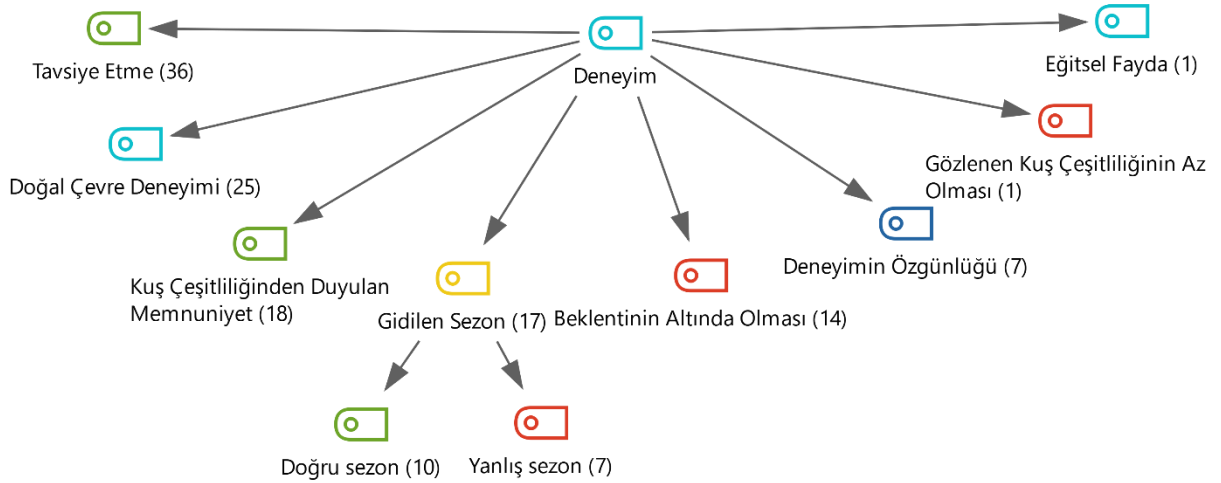 Deneyim
Tavsiye Etme (36)
Eğitsel Fayda (1)
Doğal Çevre Deneyimi (25)
Gözlenen Kuş Çeşitliliğinin Az
Olması (1)
Kuş Çeşitliliğinden Duyulan
Memnuniyet (18)
Gidilen Sezon (17)
Beklentinin Altında Olması (14)
Deneyimin Özgünlüğü (7)
Doğru sezon (10)
Yanlış sezon (7)